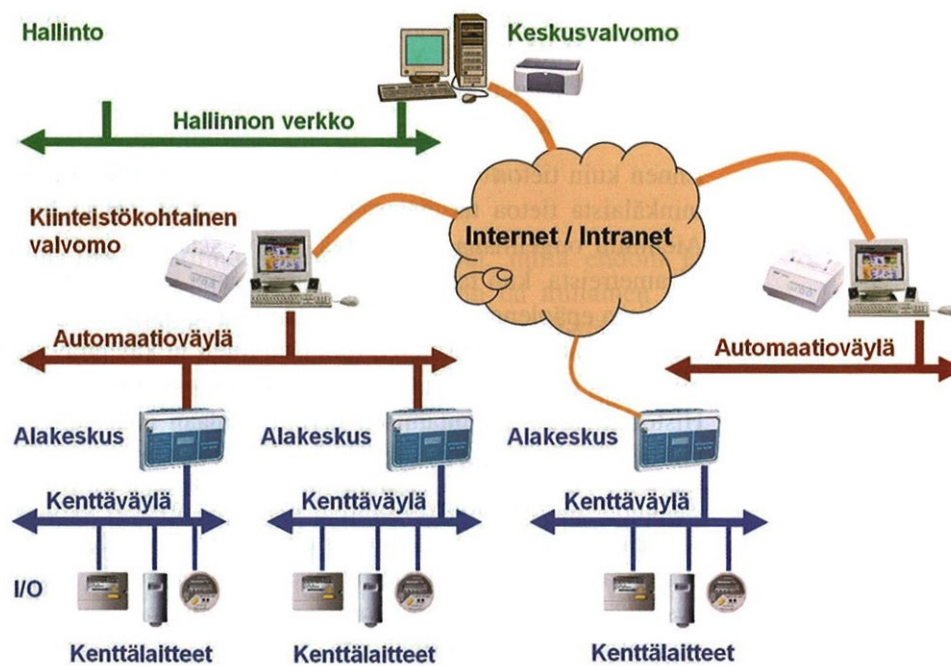 Hallinto
Keskusvalvomo
Hallinnon verkko
Kiinteistökohtainen
valvomo
Internet / Intranet
Automaatioväylä
Automaatioväylä
Alakeskus
Alakeskus
Alakeskus
Kenttäväylä
Kenttäväylä
Kenttäväylä
I/O
Kenttälaitteet
Kenttälaitteet
Kenttälaitteet